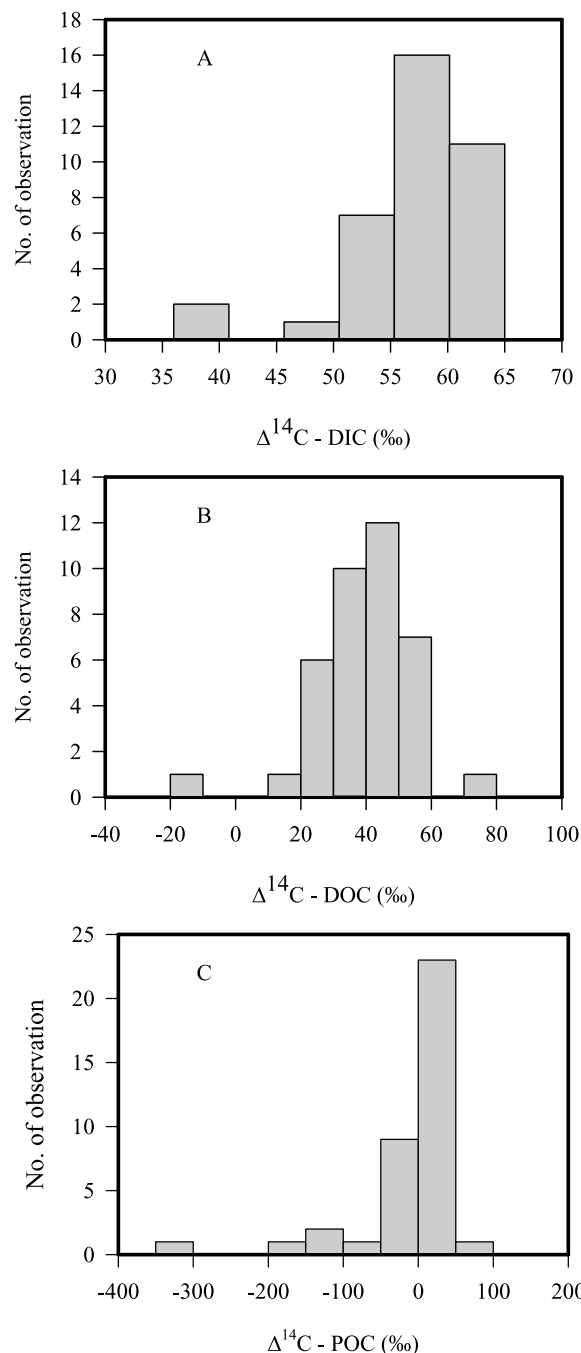 18
16
14
12
10
8
6
4
2
0
No. of observation
A
30 35 40 45 50 55 60 65 70
Δ14C - DIC (‰)
14
12
10
8
6
4
2
0
No. of observation
B
-40 -20 0 20 40 60 80 100
Δ14C - DOC (‰)
25
20
15
10
5
0
No. of observation
C
-400 -300 -200 -100 0 100 200
Δ14C - POC (‰)